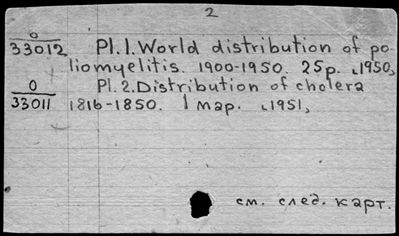 2
0
33012 Pl. 1. World distribution of po
liomyelitis. 1900-1950. 25p. ˻1950,
0 Pl. 2. Distribution of cholera
33011 1816-1850. 1 map. ˻1951,
см. след. карт.